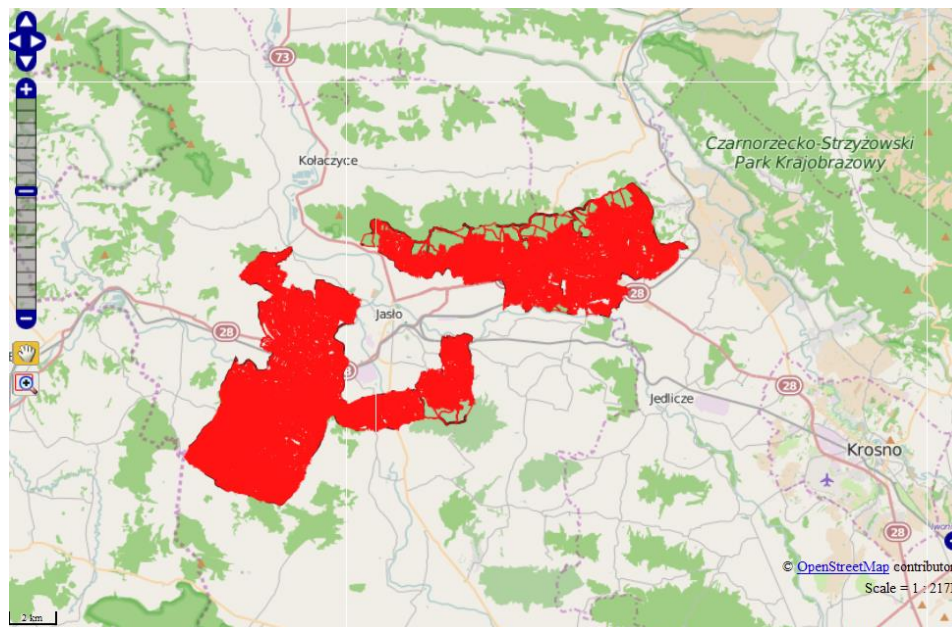 73
Kołaczyce
Czarnorzecko-Strzyżowski
Park Krajobrazowy
28
Jasło
28
28
Jedlicze
Krosno
28
© OpenStreetMap contributor
Scale = 1 : 217
2 km